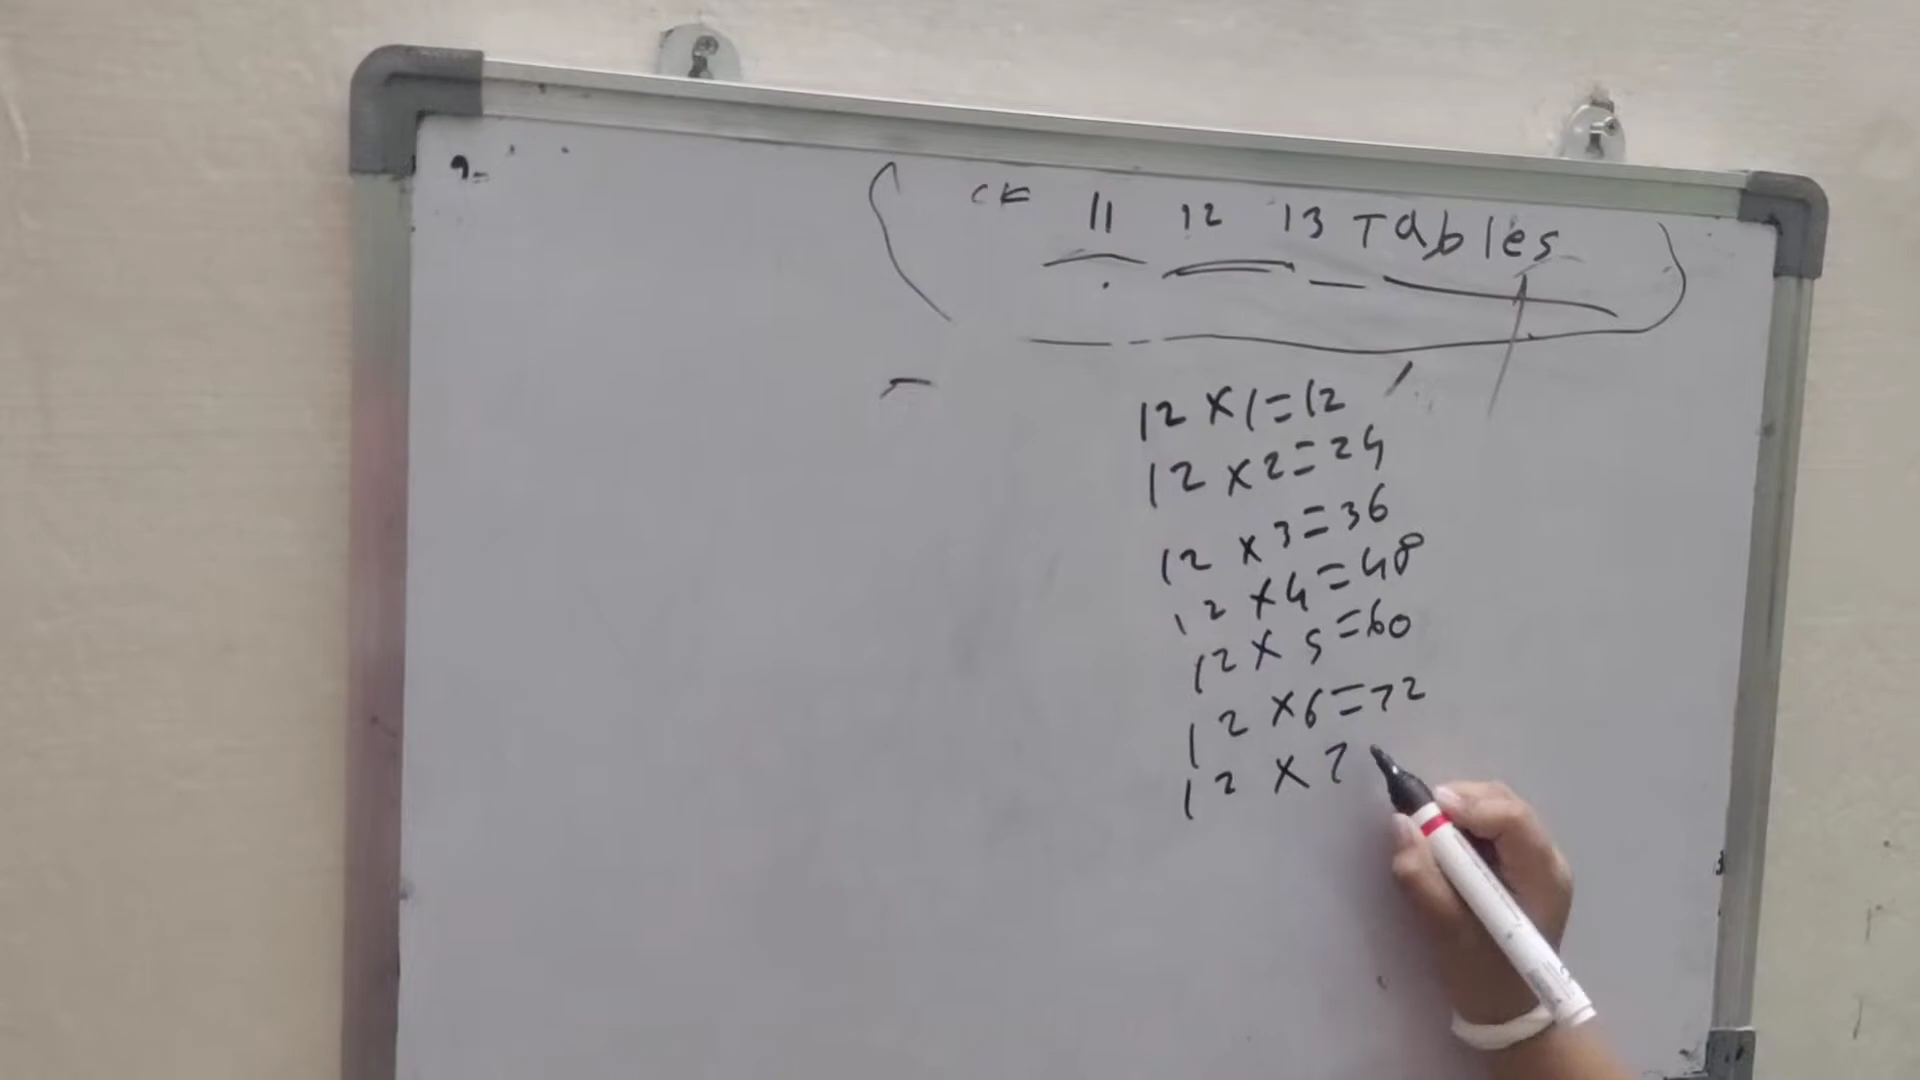 11 12 13 Tables
12 × 1 = 12
12 × 2 = 24
12 × 3 = 36
12 × 4 = 48
12 × 5 = 60
12 × 6 = 72
12 × 7